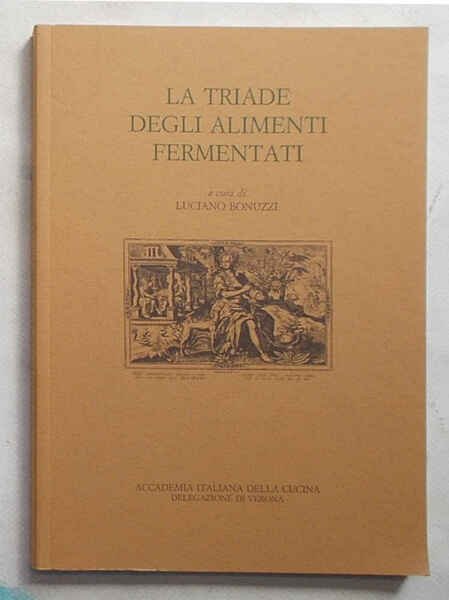 LA TRIADE
DEGLI ALIMENTI
FERMENTATI
a cura di
LUCIANO BONUZZI
ACCADEMIA ITALIANA DELLA CUCINA
DELEGAZIONE DI VERONA